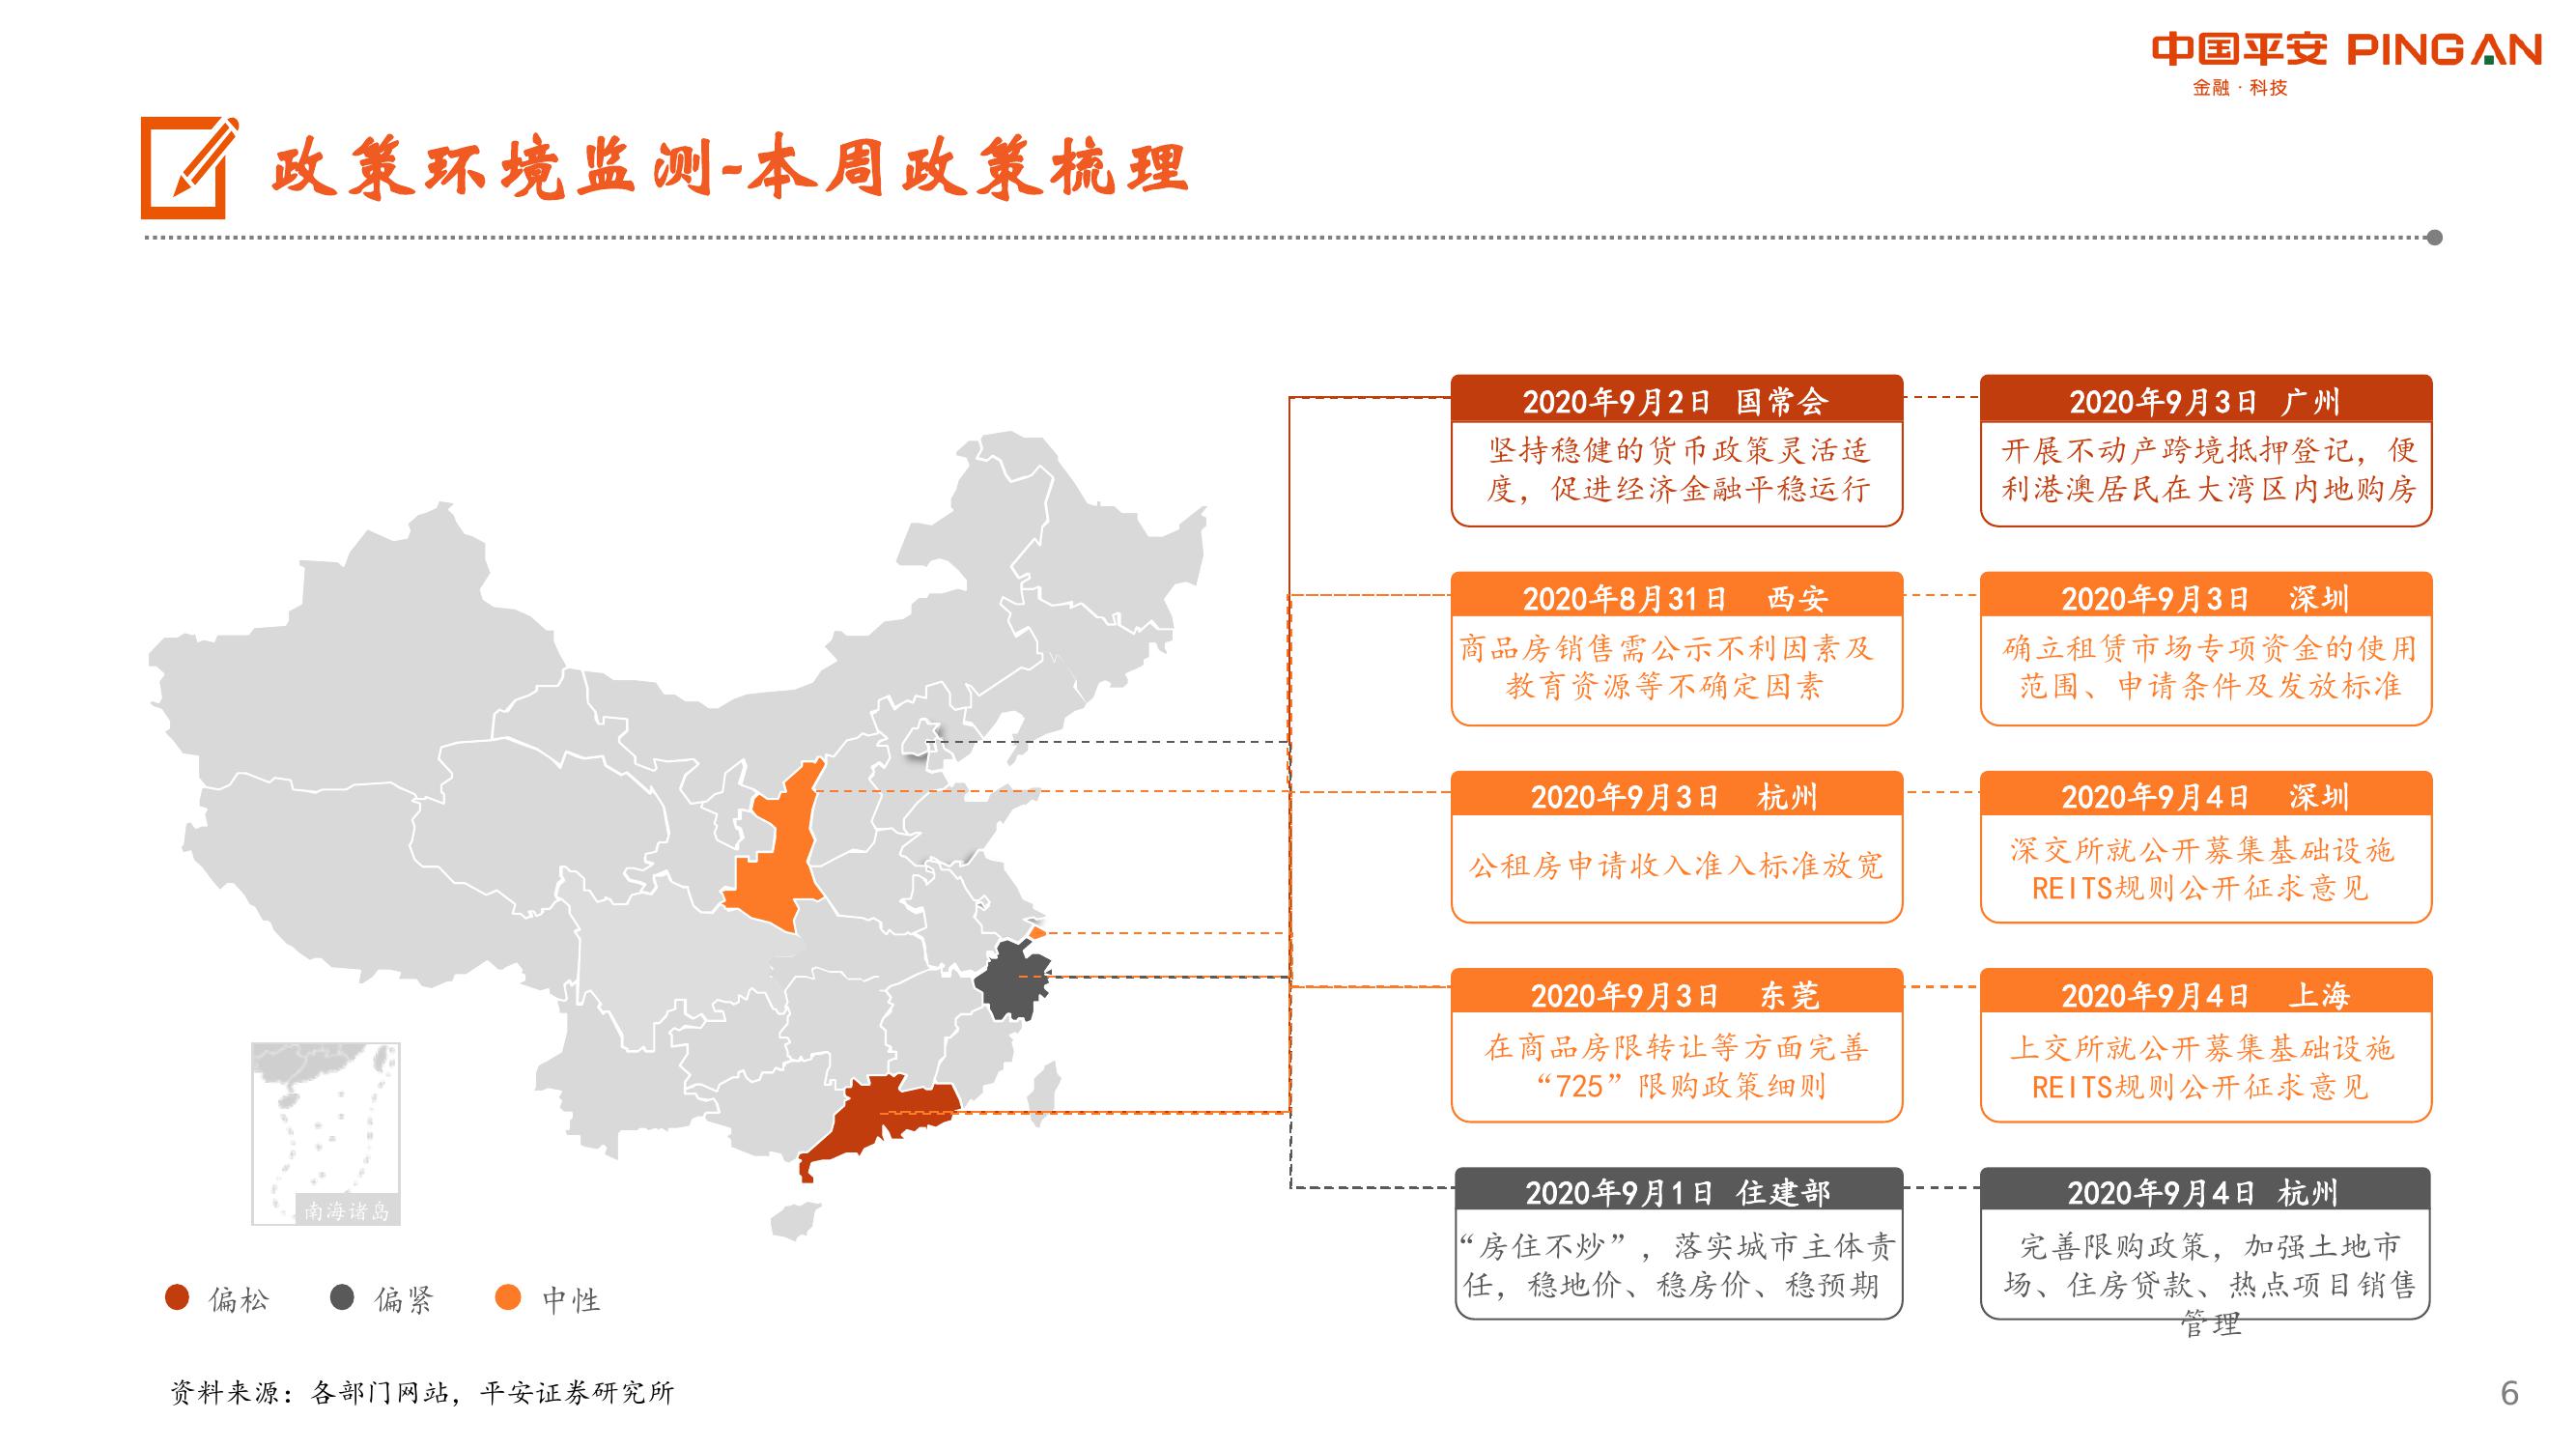 中国平安 PINGAN
金融·科技
政策环境监测-本周政策梳理
2020年9月2日 国常会
坚持稳健的货币政策灵活适
度，促进经济金融平稳运行
2020年9月3日 广州
开展不动产跨境抵押登记，便
利港澳居民在大湾区内地购房
2020年8月31日 西安
商品房销售需公示不利因素及
教育资源等不确定因素
2020年9月3日 深圳
确立租赁市场专项资金的使用
范围、申请条件及发放标准
2020年9月3日 杭州
公租房申请收入准入标准放宽
2020年9月4日 深圳
深交所就公开募集基础设施
REITS规则公开征求意见
2020年9月3日 东莞
在商品房限转让等方面完善
“725”限购政策细则
2020年9月4日 上海
上交所就公开募集基础设施
REITS规则公开征求意见
2020年9月1日 住建部
“房住不炒”，落实城市主体责
任，稳地价、稳房价、稳预期
2020年9月4日 杭州
完善限购政策，加强土地市
场、住房贷款、热点项目销售
管理
南海诸岛
偏松
偏紧
中性
资料来源：各部门网站，平安证券研究所
6